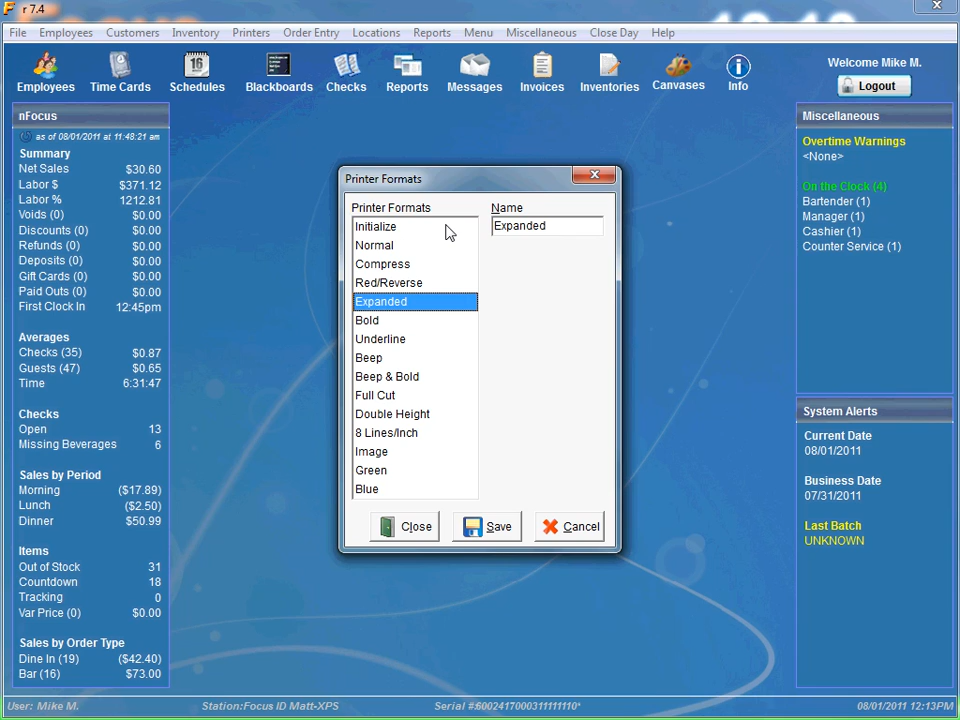 r 7.4
File Employees Customers Inventory Printers Order Entry Locations Reports Menu Miscellaneous Close Day Help
Employees Time Cards Schedules Blackboards Checks Reports Messages Invoices Inventories Canvases Info
16
Welcome Mike M.
Logout
nFocus
as of 08/01/2011 at 11:48:21 am
Summary
Net Sales $30.60
Labor $ $371.12
Labor % 1212.81
Voids (0) $0.00
Discounts (0) $0.00
Refunds (0) $0.00
Deposits (0) $0.00
Gift Cards (0) $0.00
Paid Outs (0) $0.00
First Clock In 12:45pm
Averages
Checks (35) $0.87
Guests (47) $0.65
Time 6:31:47
Checks
Open 13
Missing Beverages 6
Sales by Period
Morning ($17.89)
Lunch ($2.50)
Dinner $50.99
Items
Out of Stock 31
Countdown 18
Tracking 0
Var Price (0) $0.00
Sales by Order Type
Dine In (19) ($42.40)
Bar (16) $73.00
Printer Formats
Printer Formats
Initialize
Normal
Compress
Red/Reverse
Expanded
Bold
Underline
Beep
Beep & Bold
Full Cut
Double Height
8 Lines/Inch
Image
Green
Blue
Name
Expanded
Close Save Cancel
Miscellaneous
Overtime Warnings
<None>
On the Clock (4)
Bartender (1)
Manager (1)
Cashier (1)
Counter Service (1)
System Alerts
Current Date
08/01/2011
Business Date
07/31/2011
Last Batch
UNKNOWN
User: Mike M. Station:Focus ID Matt-XPS Serial #:6002417000311111110* 08/01/2011 12:13PM